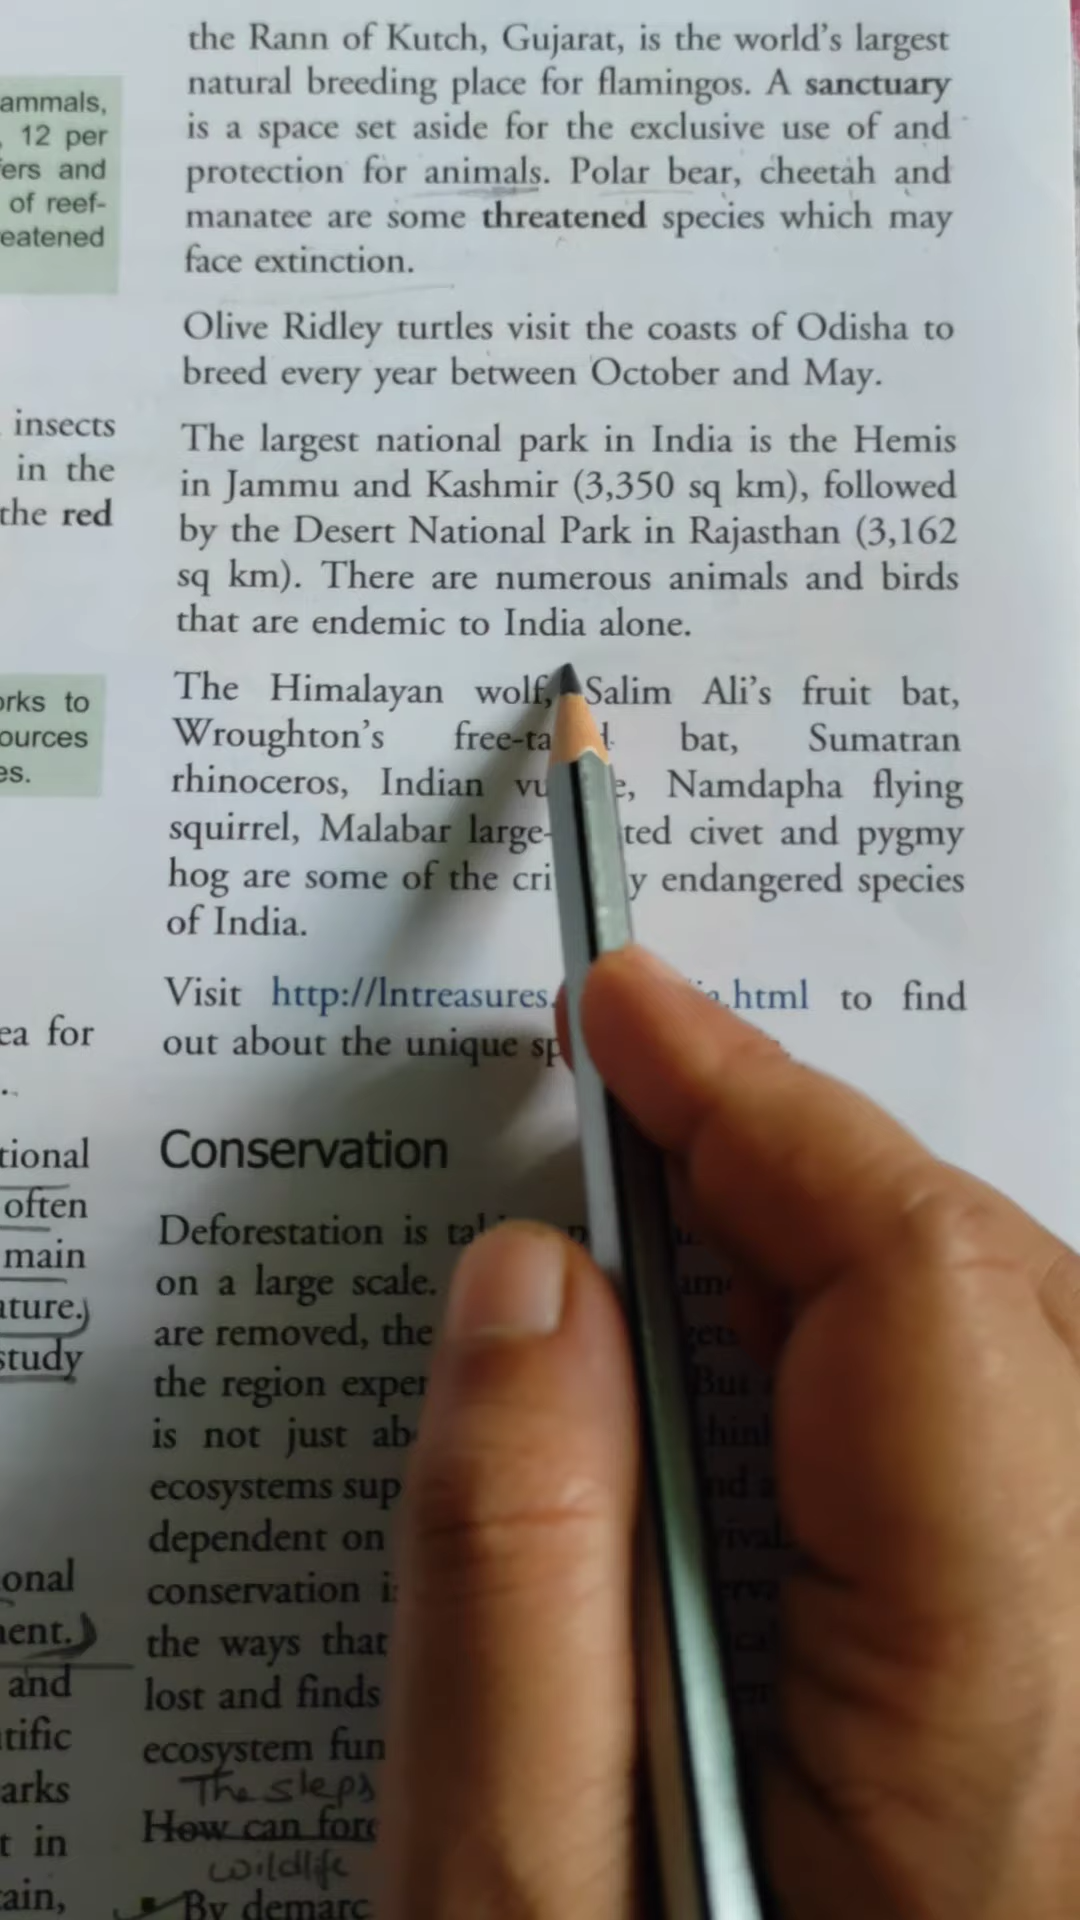 ammals,
12 per
ers and
of reef-
eatened
insects
in the
the red
orks to
ources
es.
ea for
tional
often
main
ature.)
study
onal
ent.)
and
tific
arks
t in
ain,
the Rann of Kutch, Gujarat, is the world's largest
natural breeding place for flamingos. A sanctuary
is a space set aside for the exclusive use of and
protection for animals. Polar bear, cheetah and
manatee are some threatened species which may
face extinction.
Olive Ridley turtles visit the coasts of Odisha to
breed every year between October and May.
The largest national park in India is the Hemis
in Jammu and Kashmir (3,350 sq km), followed
by the Desert National Park in Rajasthan (3,162
sq km). There are numerous animals and birds
that are endemic to India alone.
The Himalayan wolf, Salim Ali's fruit bat,
Wroughton's free-ta d bat, Sumatran
rhinoceros, Indian vu e, Namdapha flying
squirrel, Malabar large- ted civet and pygmy
hog are some of the cri y endangered species
of India.
Visit http://lntreasures. .html to find
out about the unique sp
Conservation
Deforestation is
on a large scale.
are removed, the
the region exper
is not just ab
ecosystems sup
dependent on
conservation
the ways that
lost and finds
ecosystem fun
The steps
How can fore
wildlife
By demarc